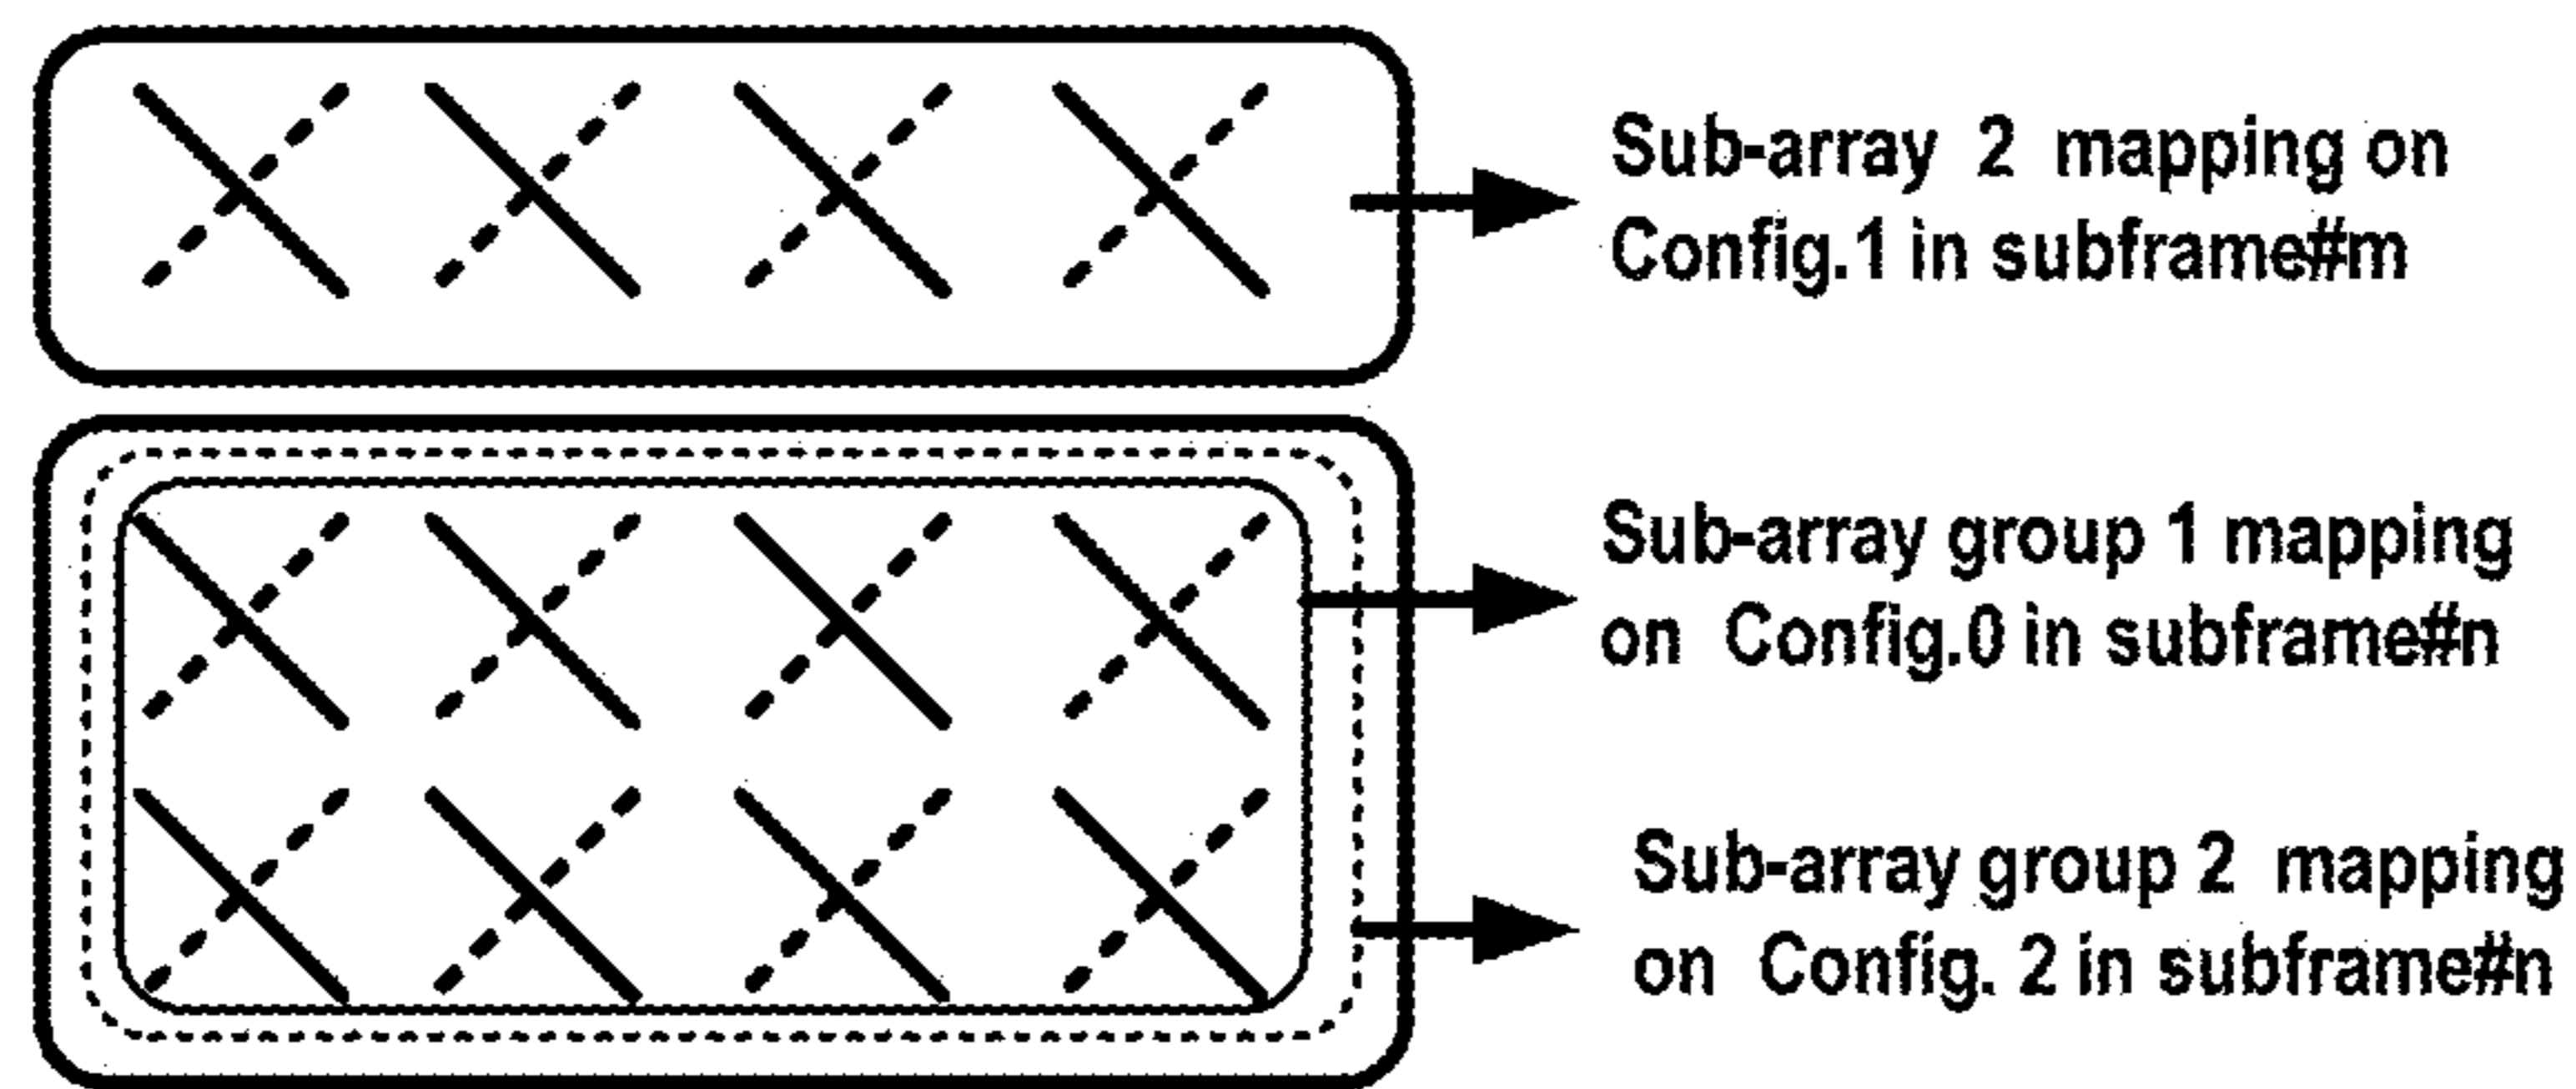 Sub-array 2 mapping on
Config.1 in subframe#m
Sub-array group 1 mapping
on Config.0 in subframe#n
Sub-array group 2 mapping
on Config. 2 in subframe#n